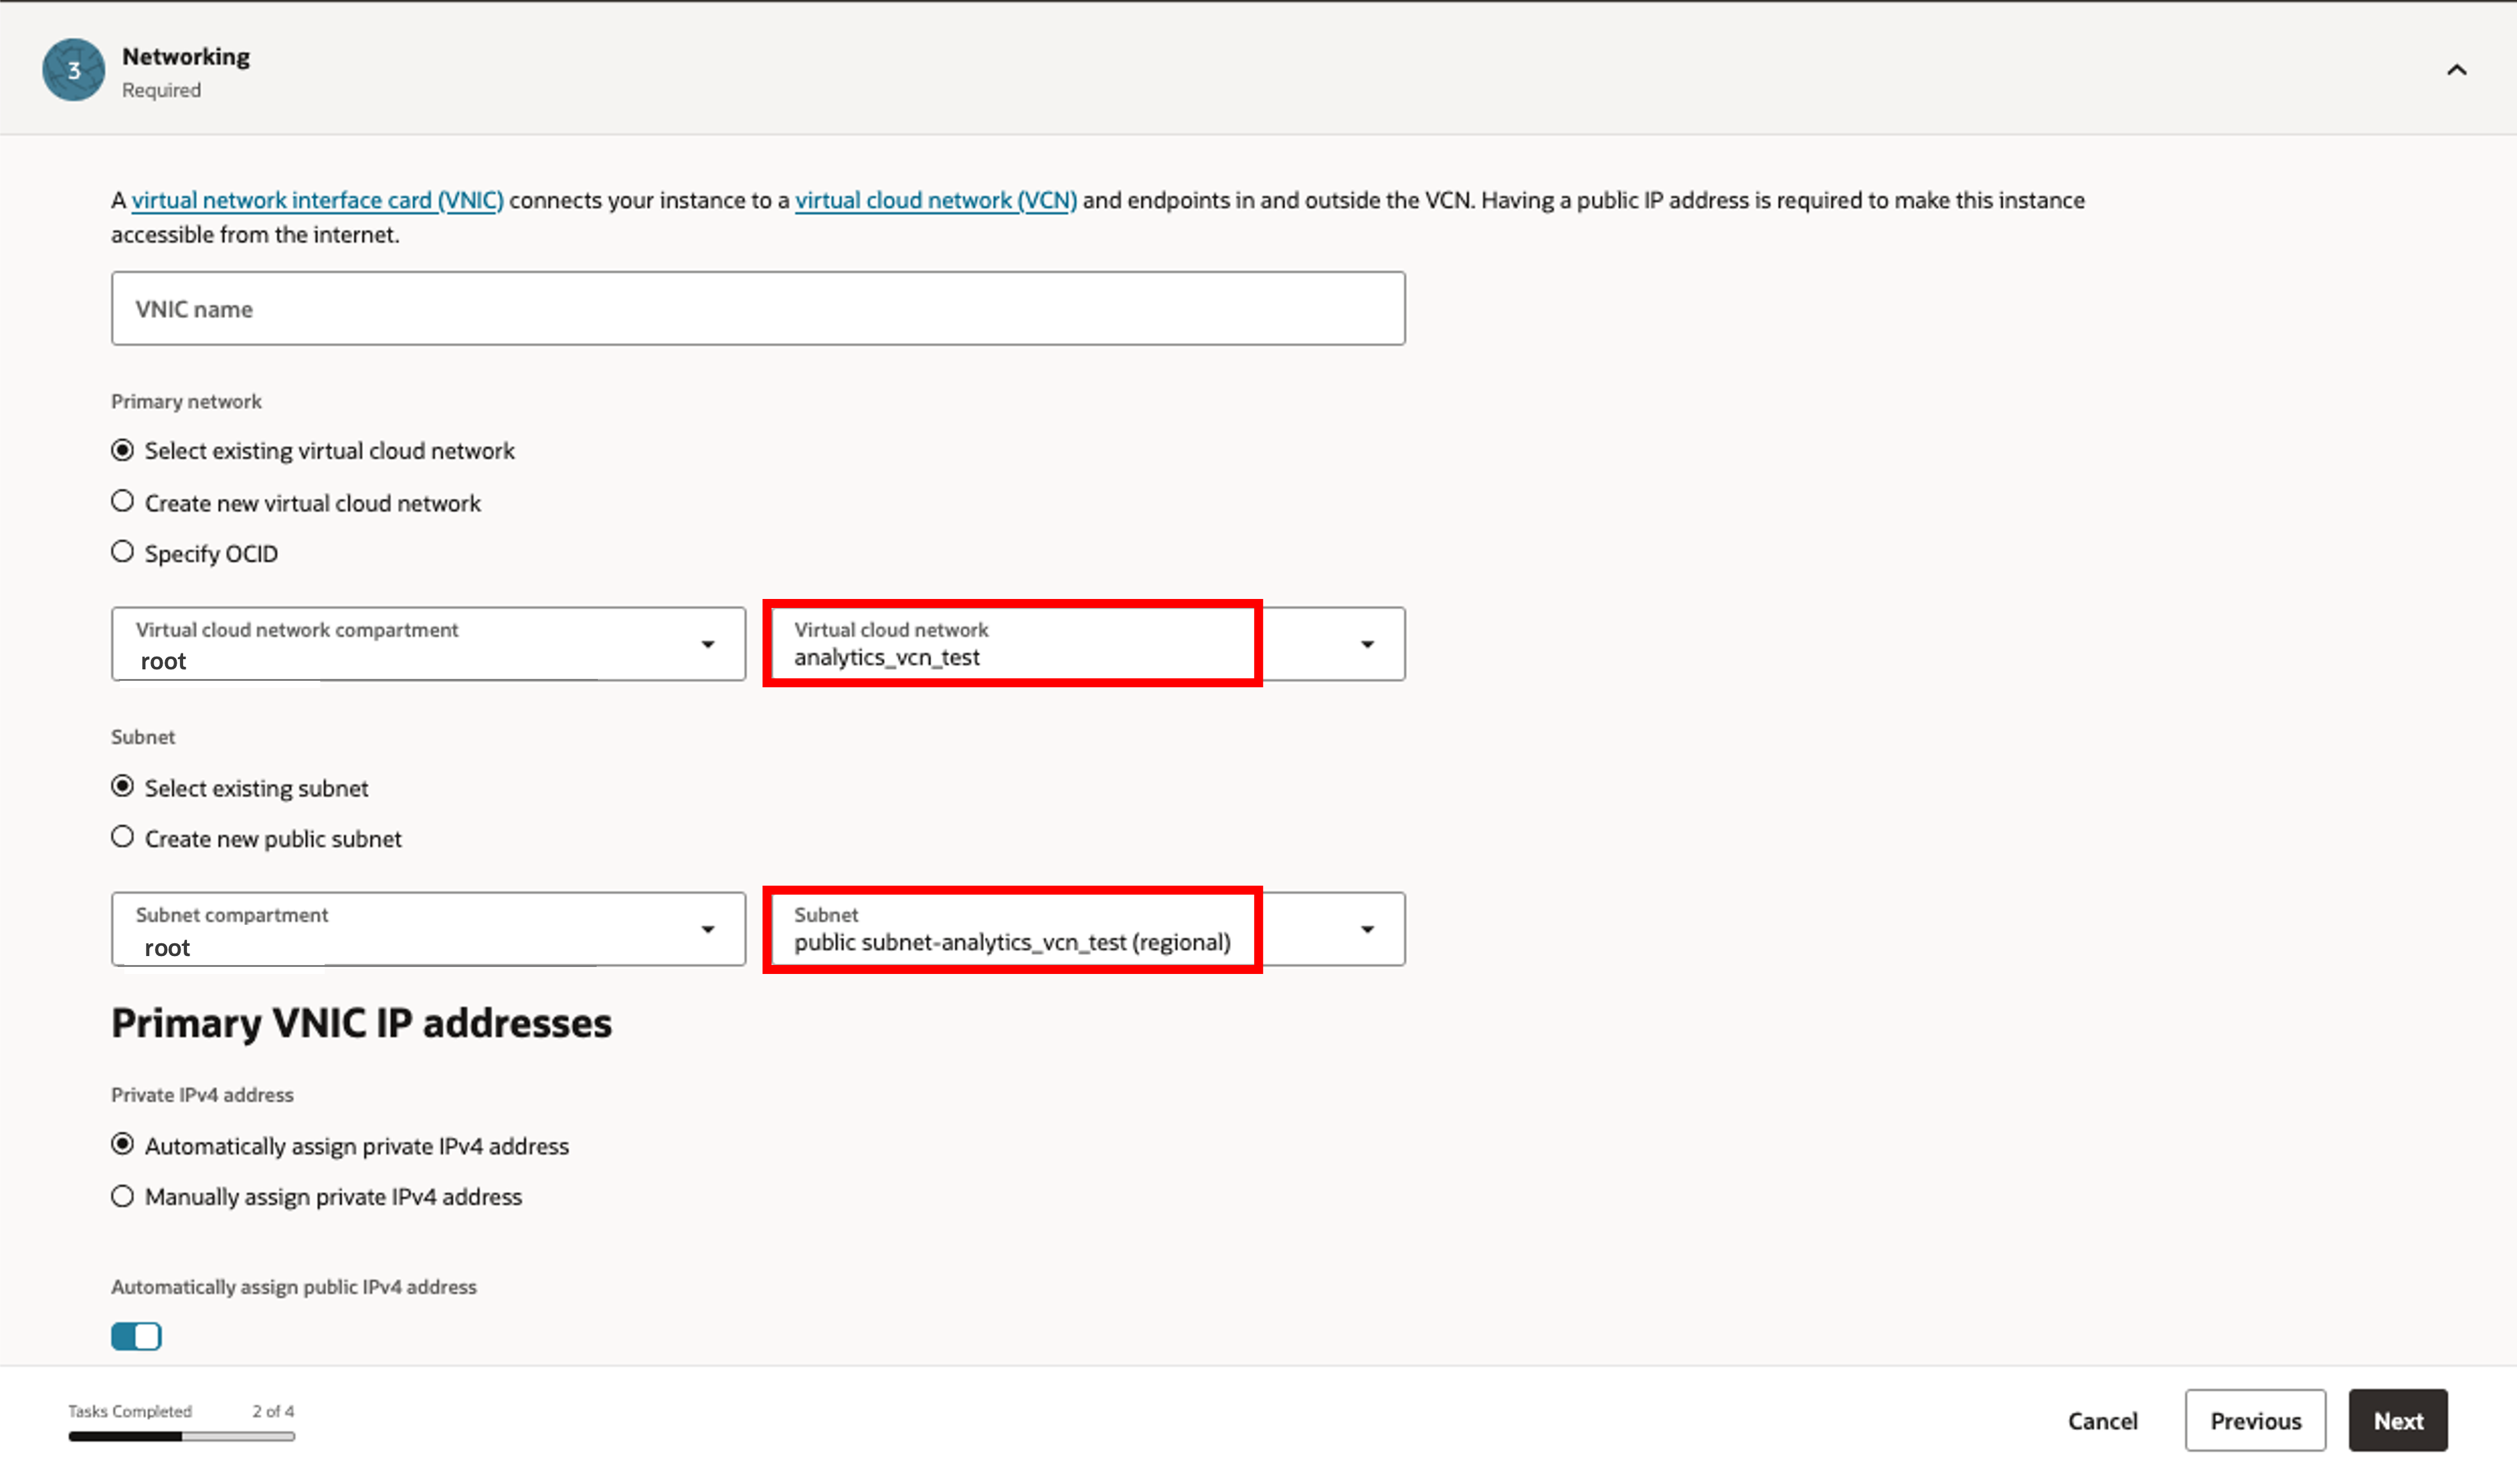 3
Networking
Required
A virtual network interface card (VNIC) connects your instance to a virtual cloud network (VCN) and endpoints in and outside the VCN. Having a public IP address is required to make this instance
accessible from the internet.
VNIC name
Primary network
Select existing virtual cloud network
Create new virtual cloud network
Specify OCID
Virtual cloud network compartment
root
Virtual cloud network
analytics_vcn_test
Subnet
Select existing subnet
Create new public subnet
Subnet compartment
root
Subnet
public subnet-analytics_vcn_test (regional)
Primary VNIC IP addresses
Private IPv4 address
Automatically assign private IPv4 address
Manually assign private IPv4 address
Automatically assign public IPv4 address
Tasks Completed 2 of 4
Cancel
Previous
Next